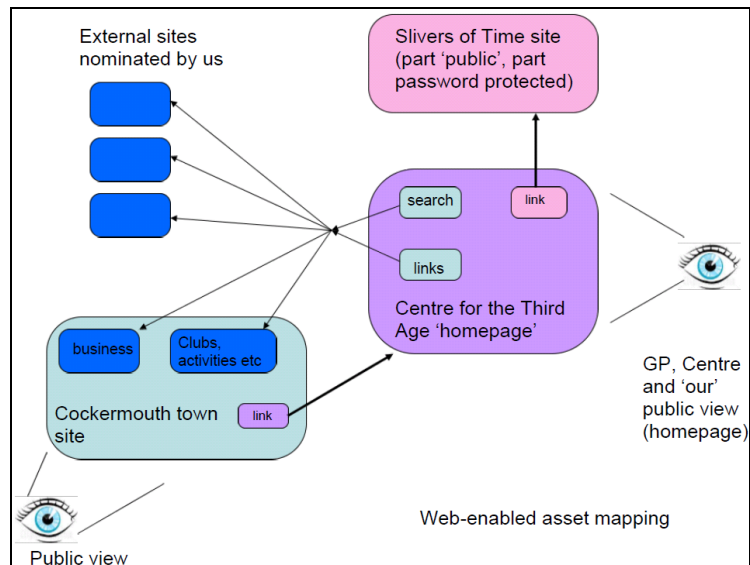 External sites
nominated by us
Slivers of Time site
(part ‘public’, part
password protected)
search
link
links
Centre for the Third
Age ‘homepage’
business
Clubs,
activities etc
link
Cockermouth town
site
GP, Centre
and ‘our’
public view
(homepage)
Web-enabled asset mapping
Public view